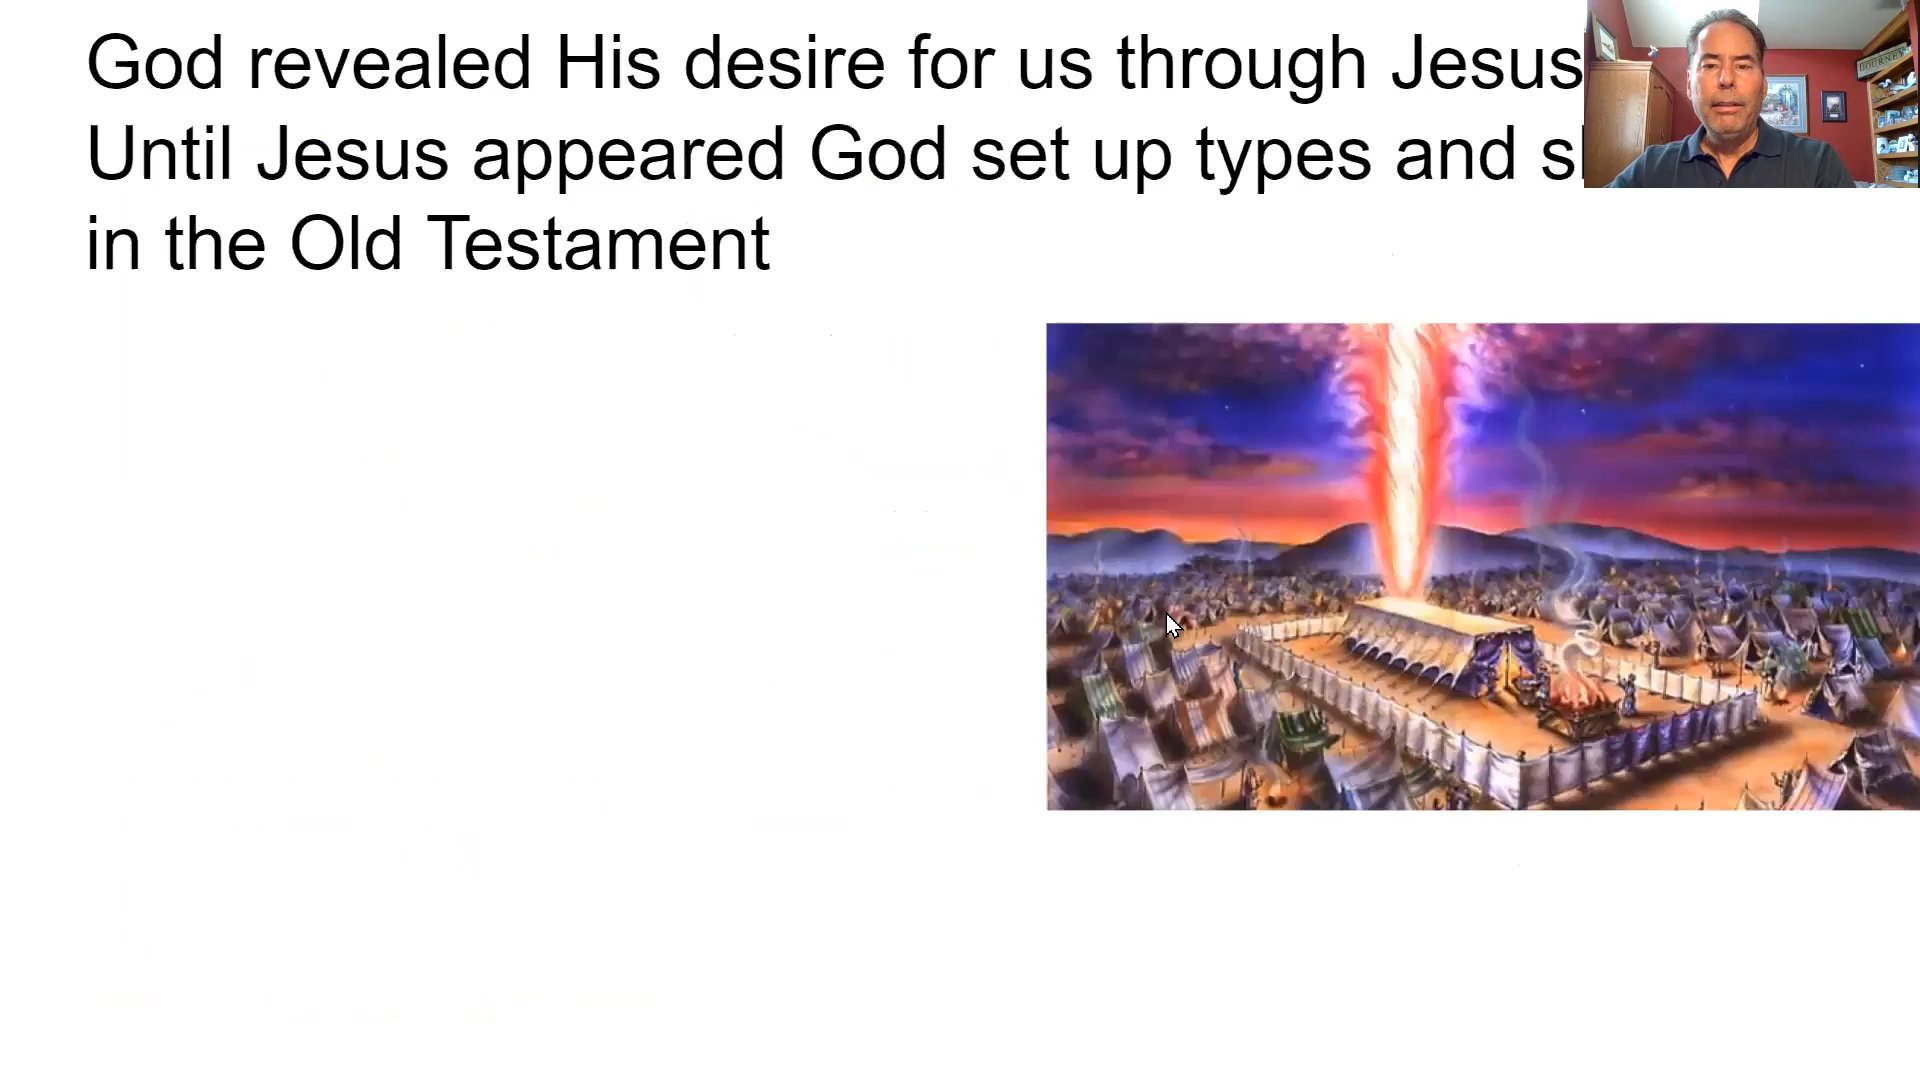 God revealed His desire for us through Jesus
Until Jesus appeared God set up types and
in the Old Testament
JOURNEY